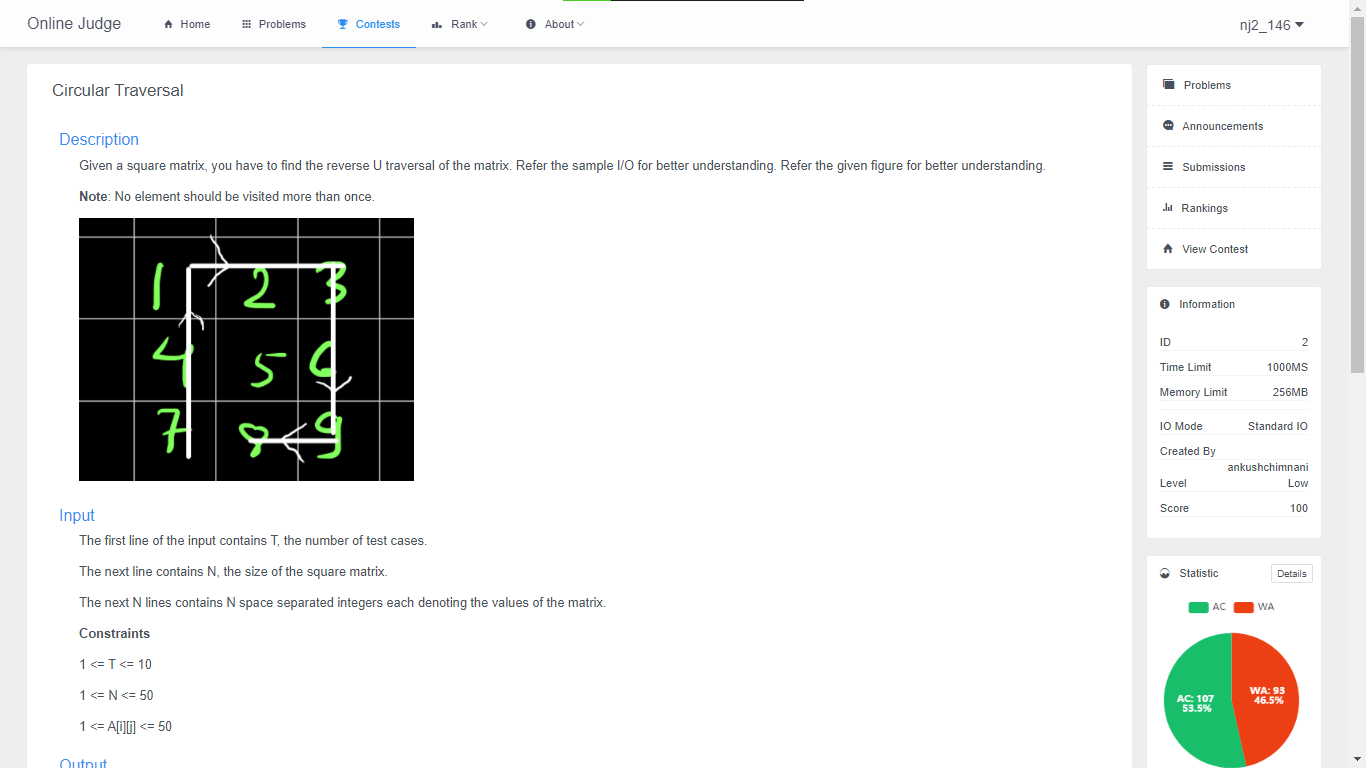 Online Judge Home Problems Contests Rank About nj2_146
Circular Traversal
Description
Given a square matrix, you have to find the reverse U traversal of the matrix. Refer the sample I/O for better understanding. Refer the given figure for better understanding.
Note: No element should be visited more than once.
1 2 3
4 5 6
7 8 9
Input
The first line of the input contains T, the number of test cases.
The next line contains N, the size of the square matrix.
The next N lines contains N space separated integers each denoting the values of the matrix.
Constraints
1 <= T <= 10
1 <= N <= 50
1 <= A[i][j] <= 50
Output
Problems
Announcements
Submissions
Rankings
View Contest
Information
ID 2
Time Limit 1000MS
Memory Limit 256MB
IO Mode Standard IO
Created By
ankushchimnani
Level Low
Score 100
Statistic Details
AC WA
AC: 107
53.5%
WA: 93
46.5%